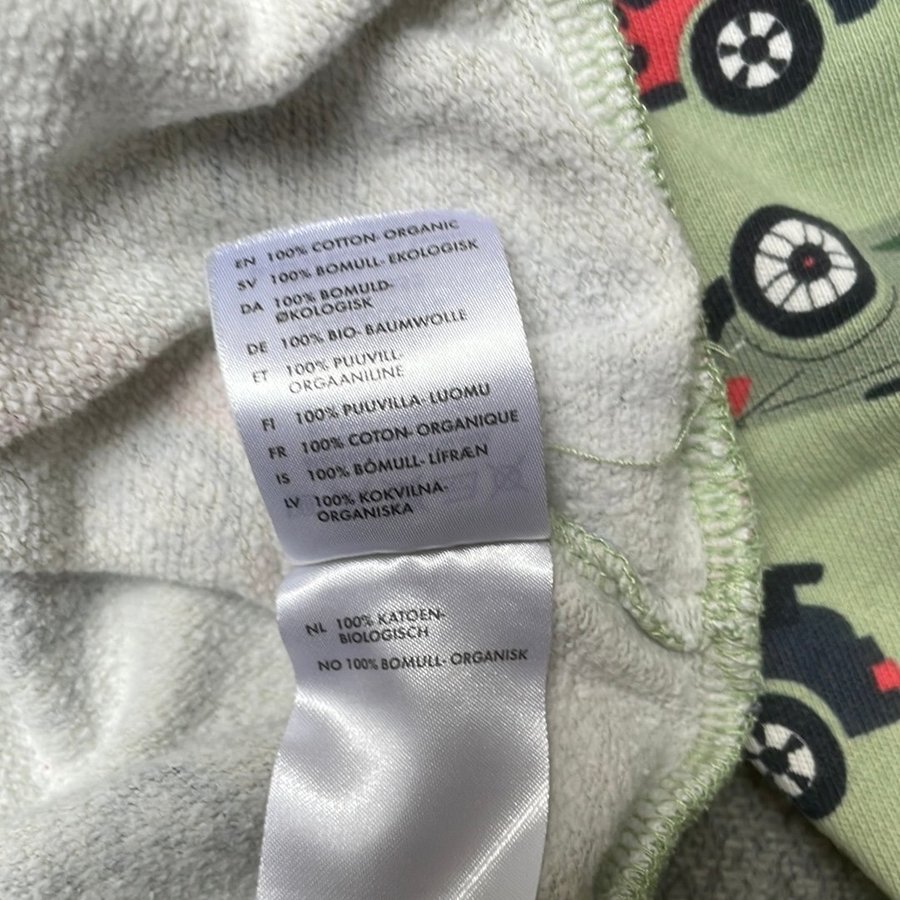 EN 100% COTTON- ORGANIC
SV 100% BOMULL- EKOLOGISK
DA 100% BOMULD-
ØKOLOGISK
DE 100% BIO- BAUMWOLLE
ET 100% PUUVILL-
ORGAANILINE
FI 100% PUUVILLA- LUOMU
FR 100% COTON- ORGANIQUE
IS 100% BÓMULL- LÍFRÆN
LV 100% KOKVILNA-
ORGANISKA
NL 100% KATOEN-
BIOLOGISCH
NO 100% BOMULL- ORGANISK